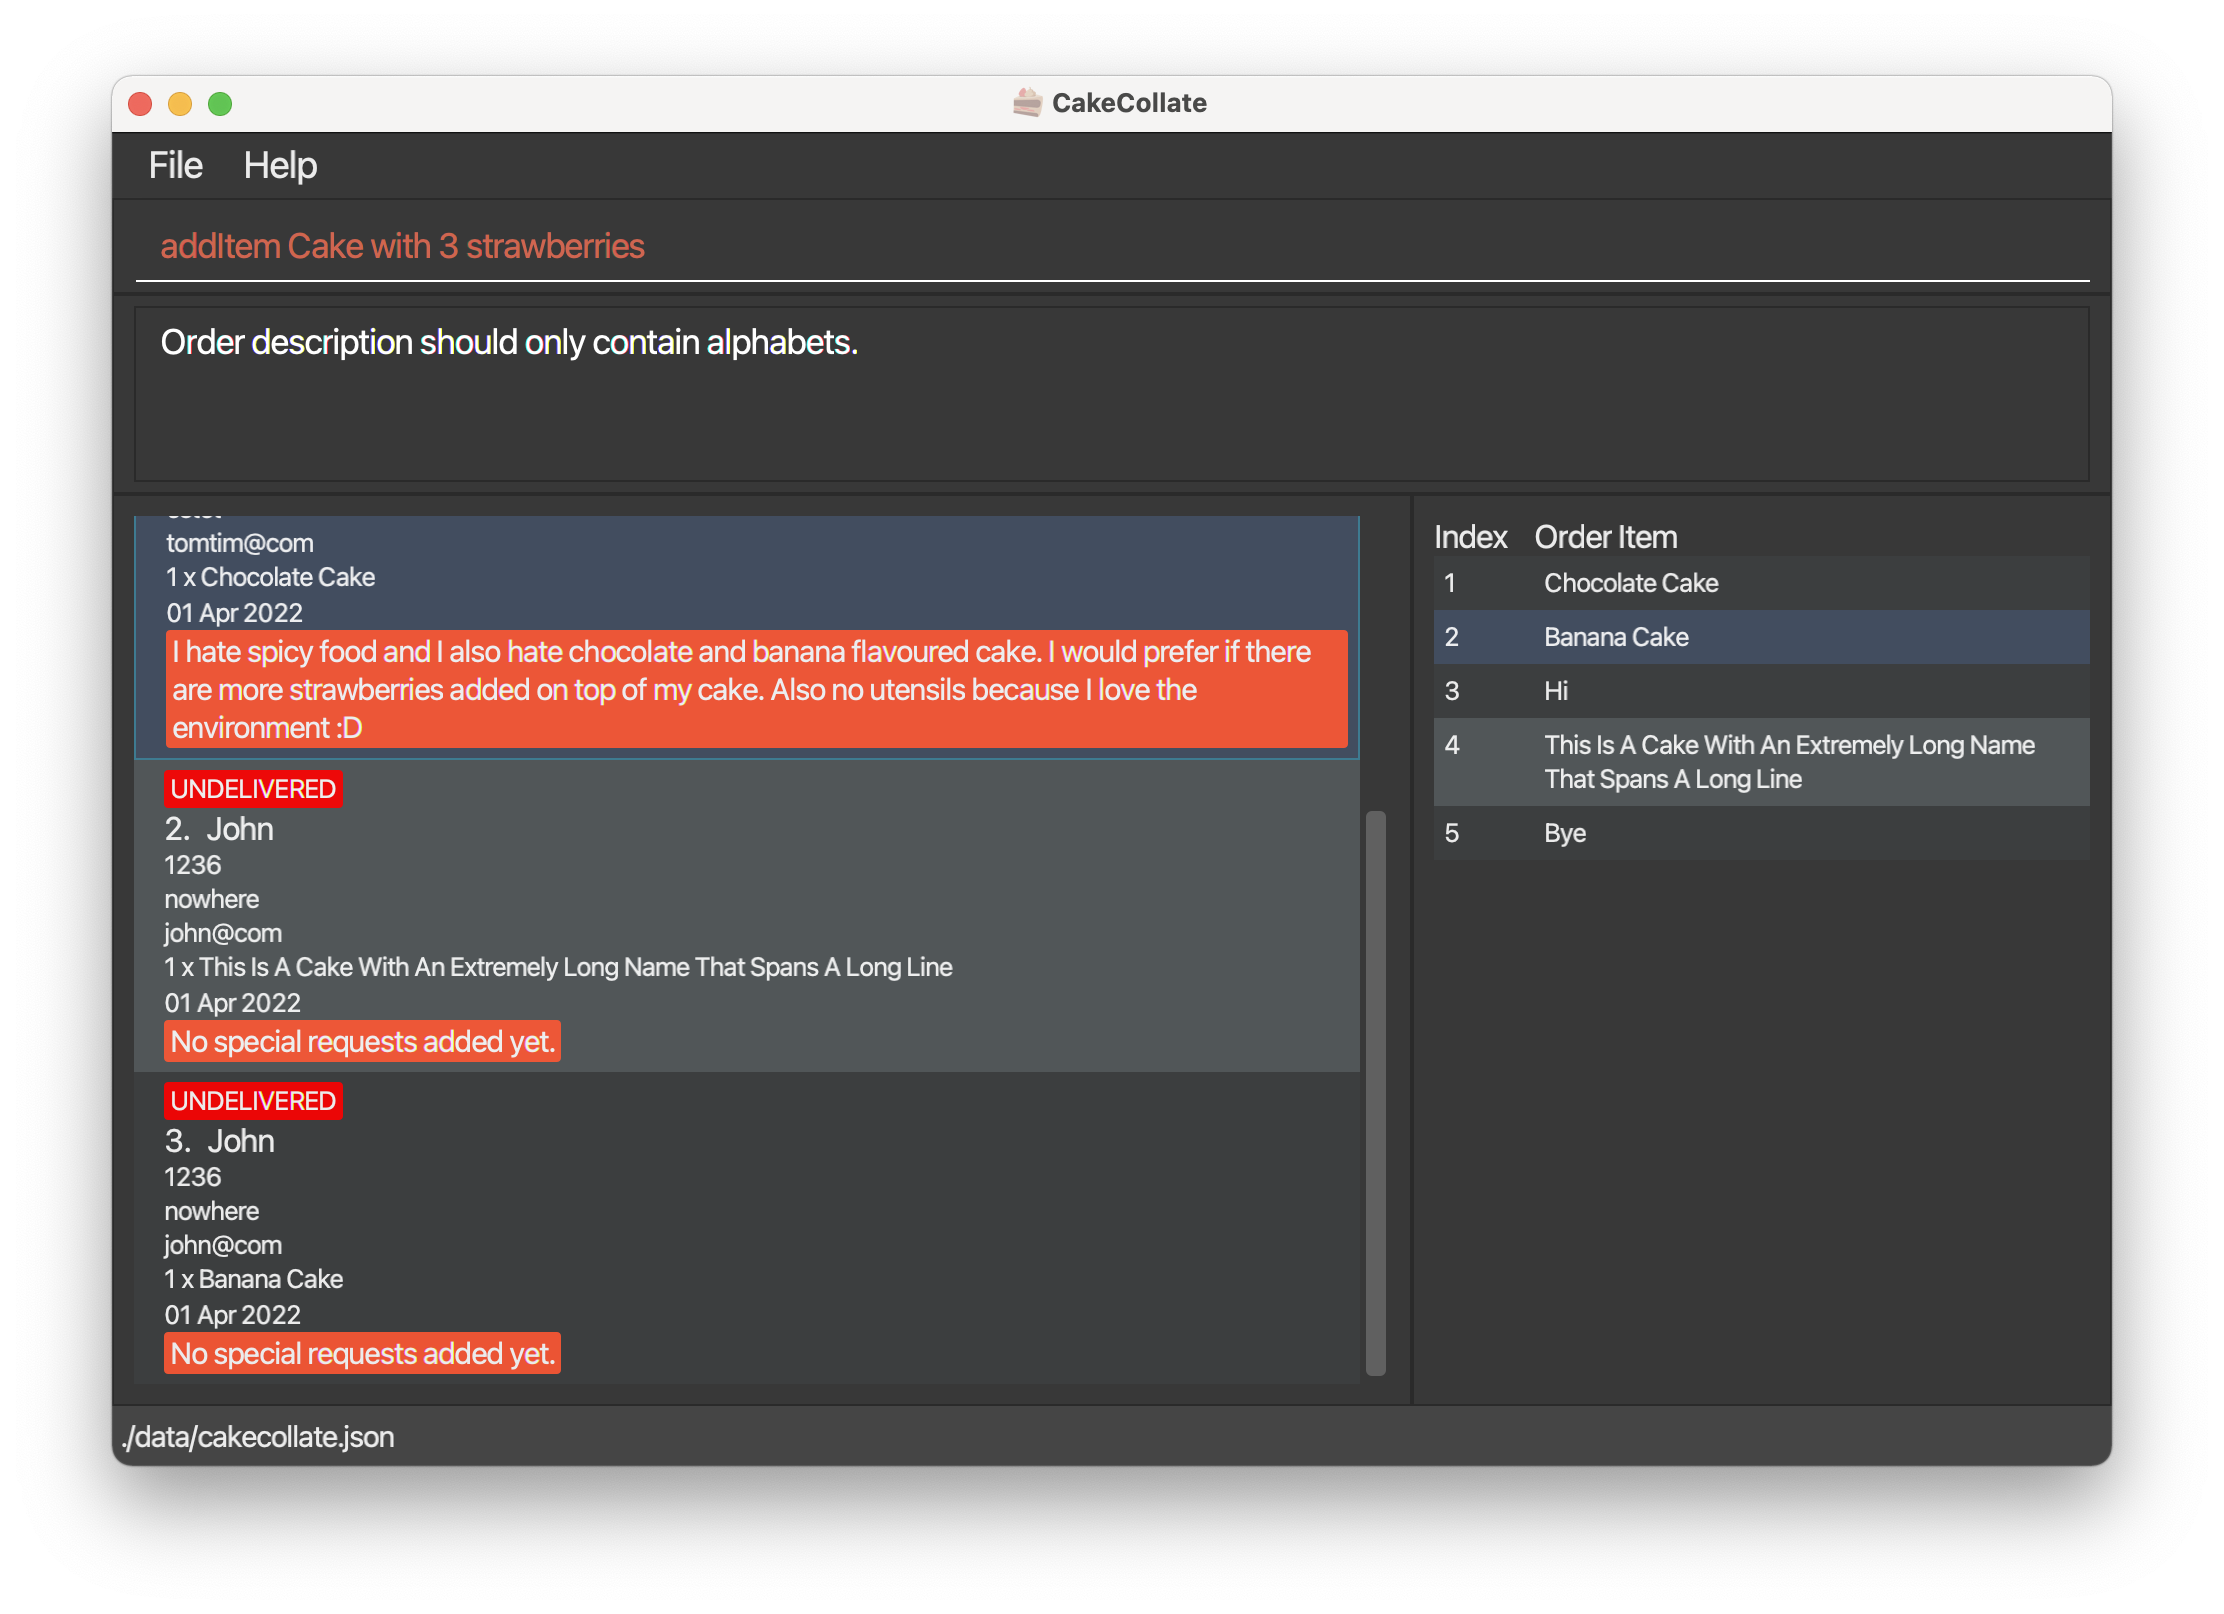 CakeCollate
File Help
addItem Cake with 3 strawberries
Order description should only contain alphabets.
tomtim@com
1 x Chocolate Cake
01 Apr 2022
I hate spicy food and I also hate chocolate and banana flavoured cake. I would prefer if there
are more strawberries added on top of my cake. Also no utensils because I love the
environment :D
UNDELIVERED
2. John
1236
nowhere
john@com
1 x This Is A Cake With An Extremely Long Name That Spans A Long Line
01 Apr 2022
No special requests added yet.
UNDELIVERED
3. John
1236
nowhere
john@com
1 x Banana Cake
01 Apr 2022
No special requests added yet.
Index Order Item
1 Chocolate Cake
2 Banana Cake
3 Hi
4 This Is A Cake With An Extremely Long Name
That Spans A Long Line
5 Bye
./data/cakecollate.json